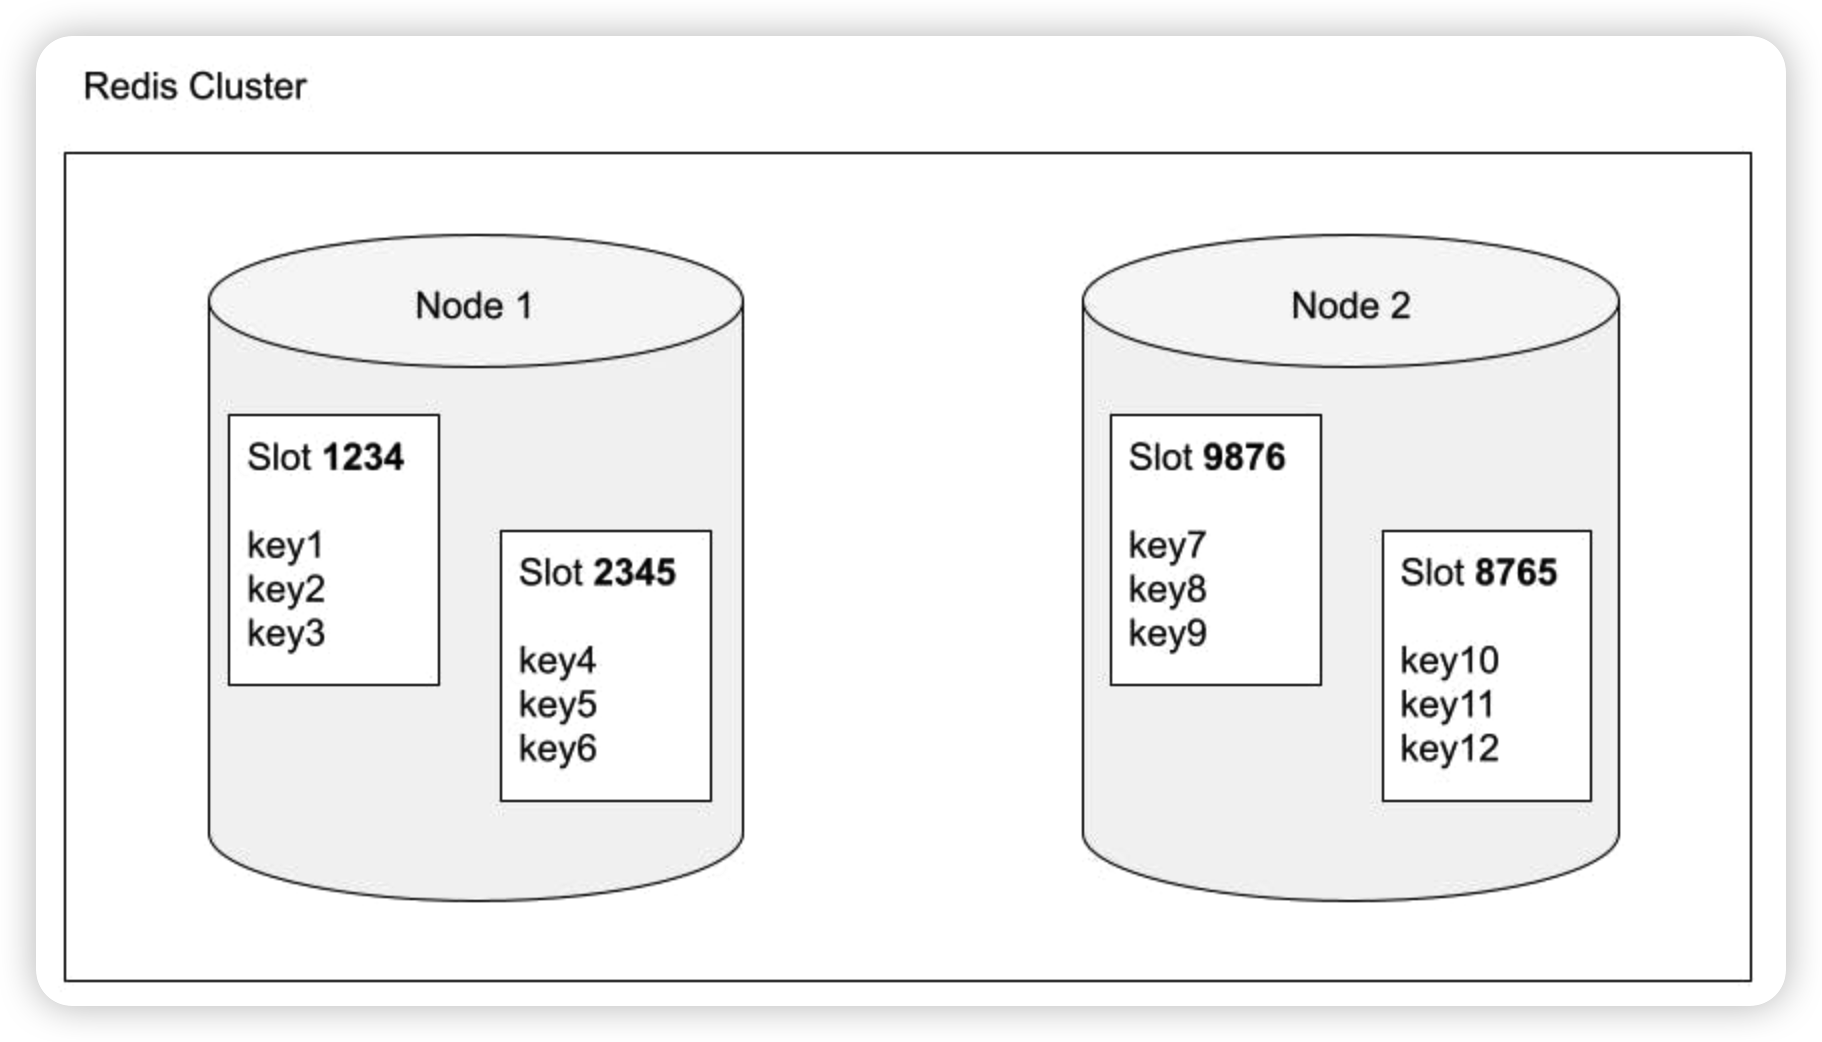 Redis Cluster
Node 1
Slot 1234
key1
key2
key3
Slot 2345
key4
key5
key6
Node 2
Slot 9876
key7
key8
key9
Slot 8765
key10
key11
key12